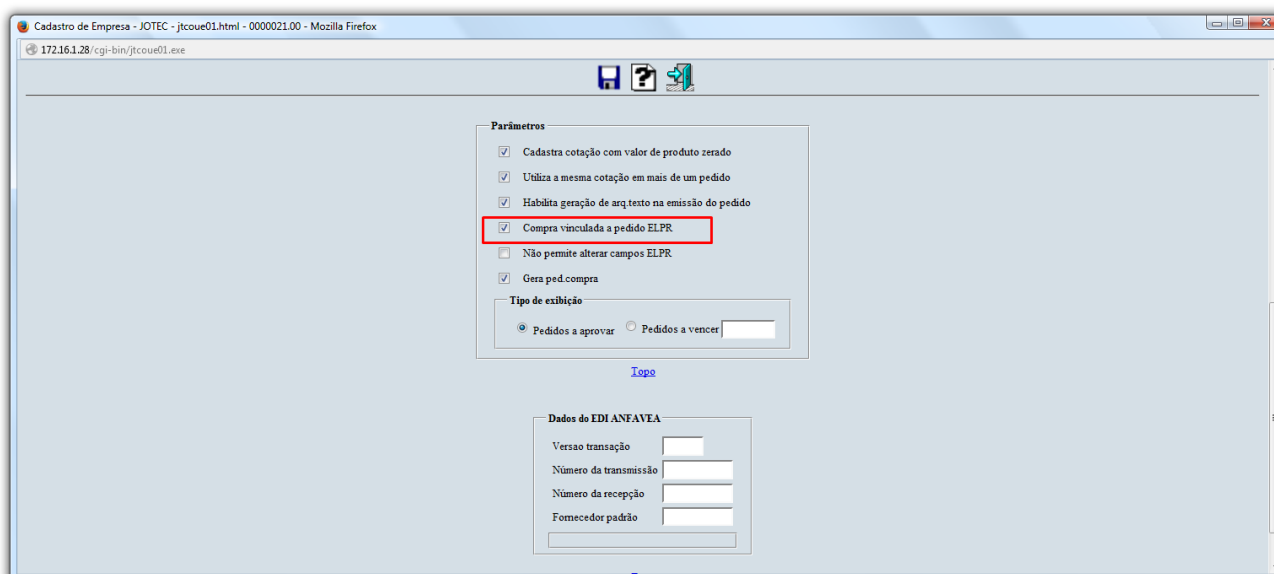 Cadastro de Empresa - JOTEC - jtcoue01.html - 0000021.00 - Mozilla Firefox
172.16.1.28/cgi-bin/jtcoue01.exe
Parâmetros
Cadastra cotação com valor de produto zerado
Utiliza a mesma cotação em mais de um pedido
Habilita geração de arq.texto na emissão do pedido
Compra vinculada a pedido ELPR
Não permite alterar campos ELPR
Gera ped.compra
Tipo de exibição
Pedidos a aprovar Pedidos a vencer
Topo
Dados do EDI ANFAVEA
Versao transação
Número da transmissão
Número da recepção
Fornecedor padrão